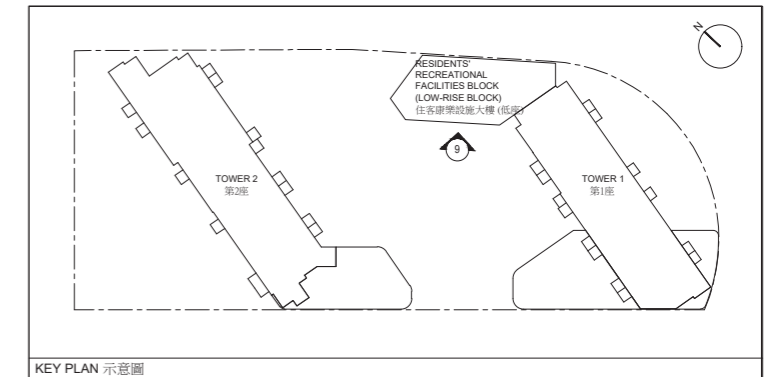 N
RESIDENTS'
RECREATIONAL
FACILITIES BLOCK
(LOW-RISE BLOCK)
住客康樂設施大樓 (低座)
9
TOWER 2
第2座
TOWER 1
第1座
KEY PLAN 示意圖